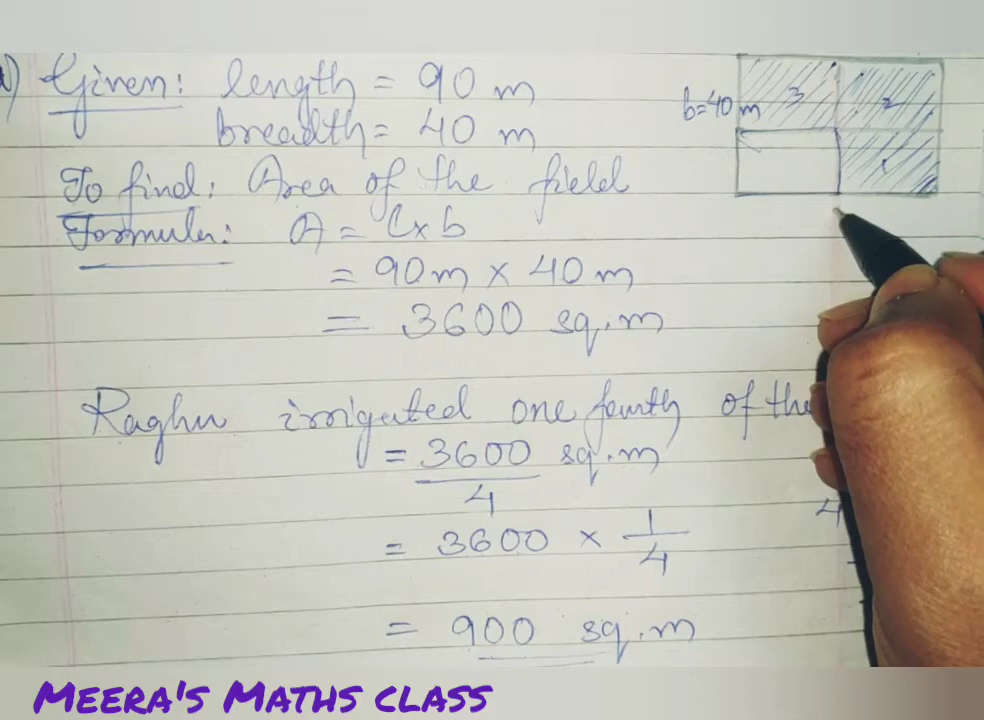 Given: length = 90 m
breadth = 40 m
b=40 m
3
2
1
To find: Area of the field
Formula: A = l × b
= 90m × 40 m
= 3600 sq.m
Raghu irrigated one fourth of the
= 3600 sq.m
4
= 3600 × 1
4
4
= 900 sq.m
MEERA'S MATHS CLASS